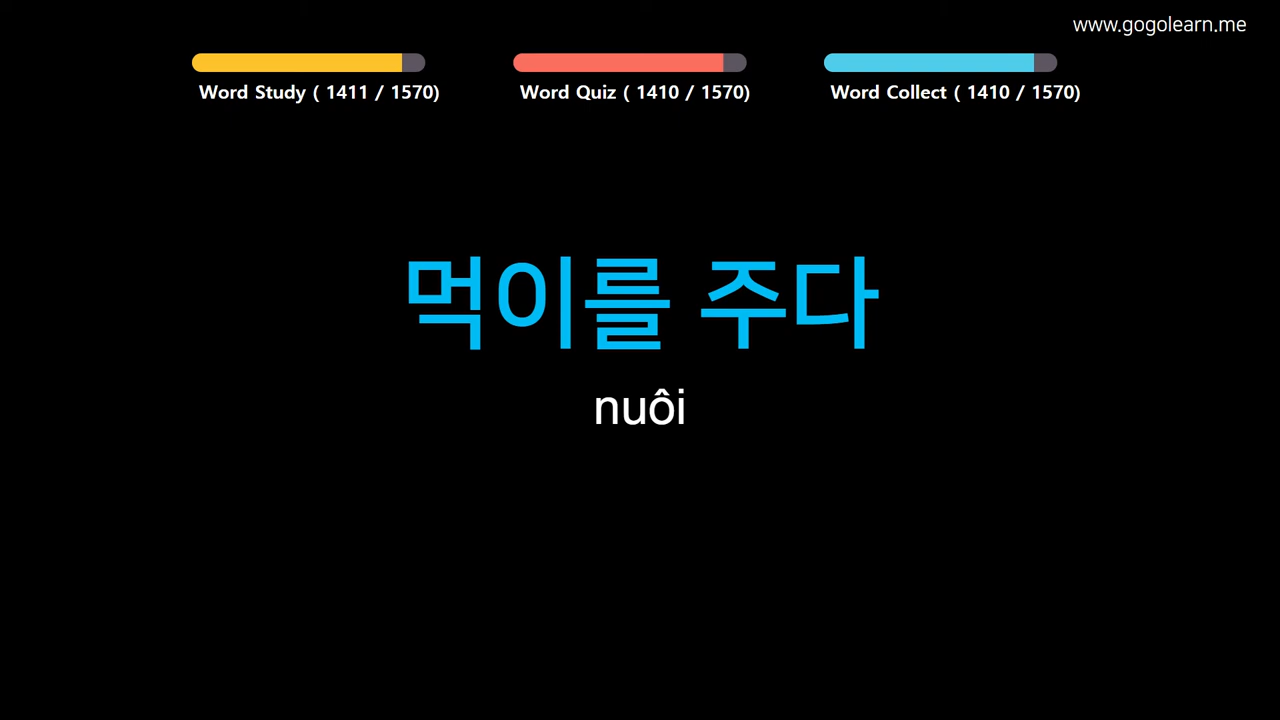 www.gogolearn.me
Word Study ( 1411 / 1570)
Word Quiz ( 1410 / 1570)
Word Collect ( 1410 / 1570)
먹이를 주다
nuôi